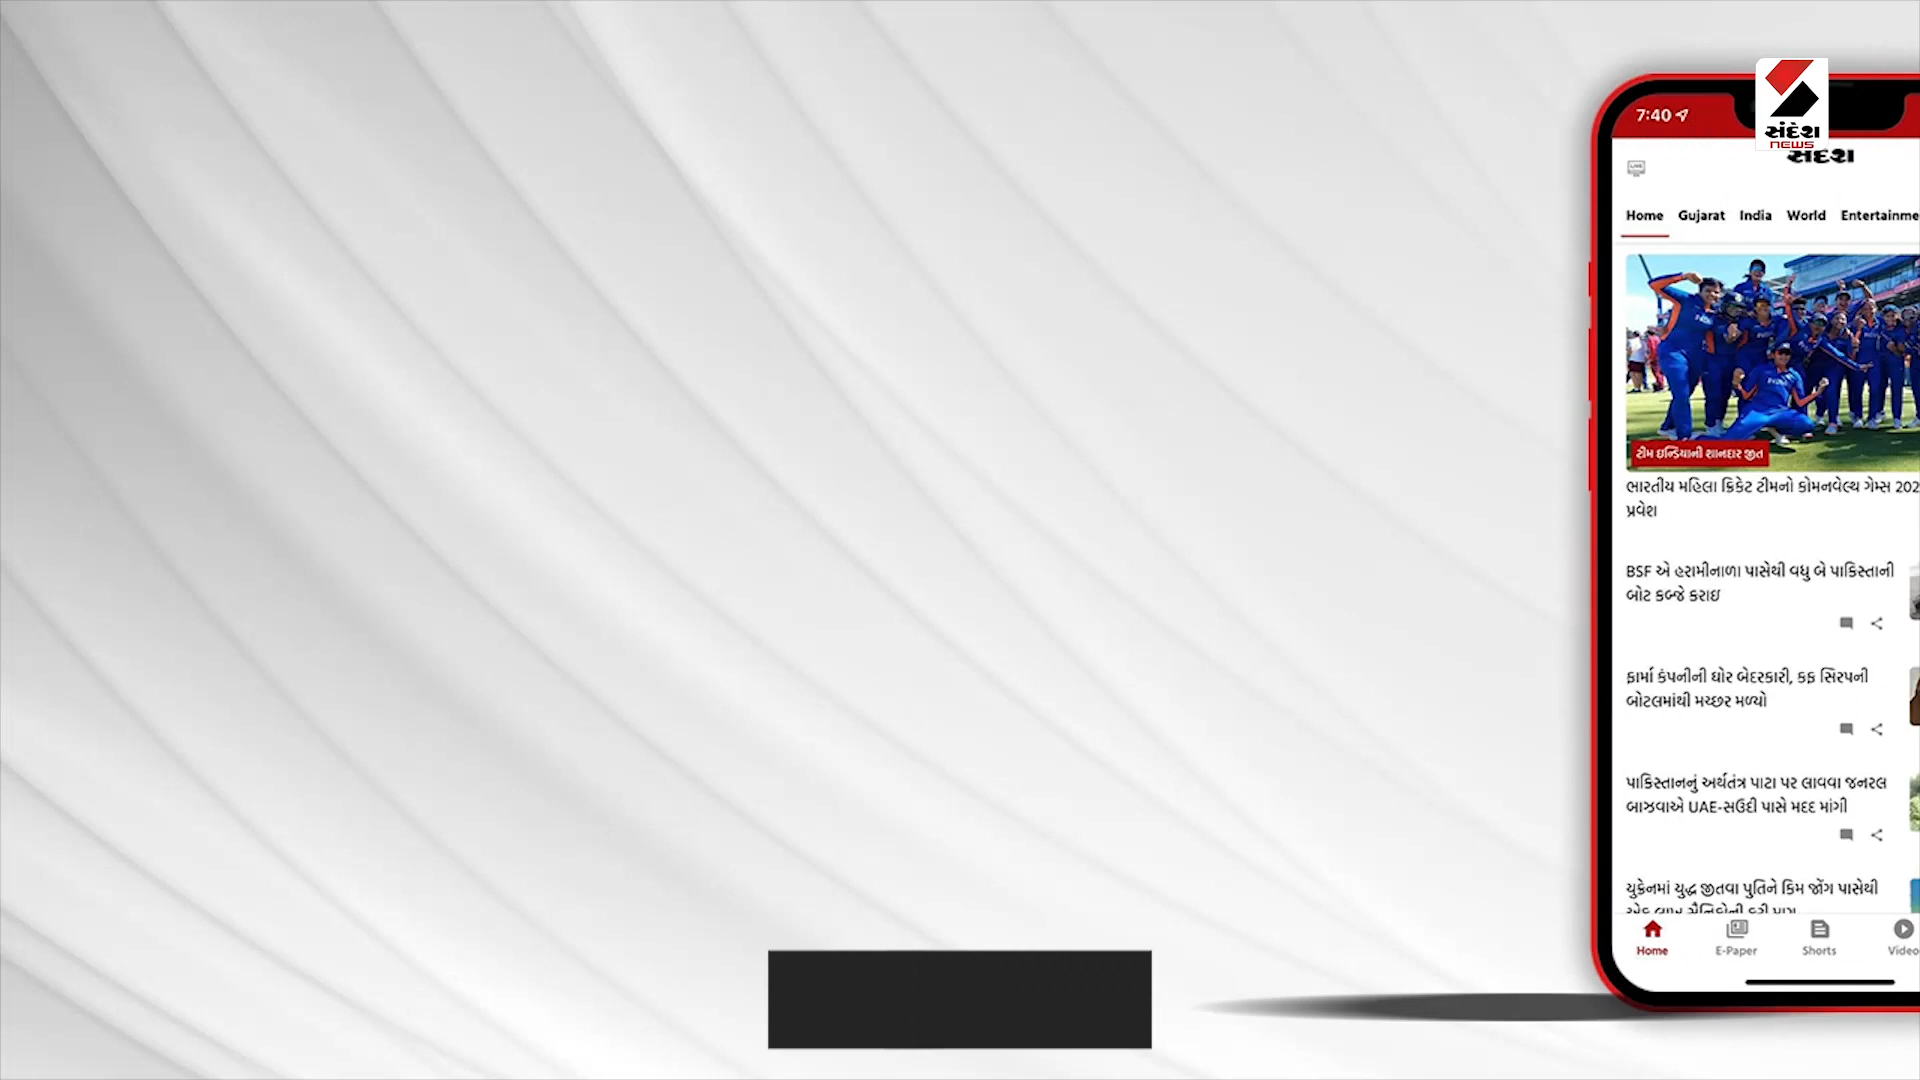 સંદેશ
NEWS
7:40
સંદેશ
LIVE
Home Gujarat India World Entertainme
ટીમ ઇન્ડિયાની શાનદાર જીત
ભારતીય મહિલા ક્રિકેટ ટીમનો કોમનવેલ્થ ગેમ્સ 202
પ્રવેશ
BSF એ હરામીનાળા પાસેથી વધુ બે પાકિસ્તાની
બોટ કબ્જે કરાઇ
ફાર્મા કંપનીની ઘોર બેદરકારી, કફ સિરપની
બોટલમાંથી મચ્છર મળ્યો
પાકિસ્તાનનું અર્થતંત્ર પાટા પર લાવવા જનરલ
બાઝવાએ UAE-સઉદી પાસે મદદ માંગી
યુક્રેનમાં યુદ્ધ જીતવા પુતિને કિમ જોંગ પાસેથી
Home E-Paper Shorts Video